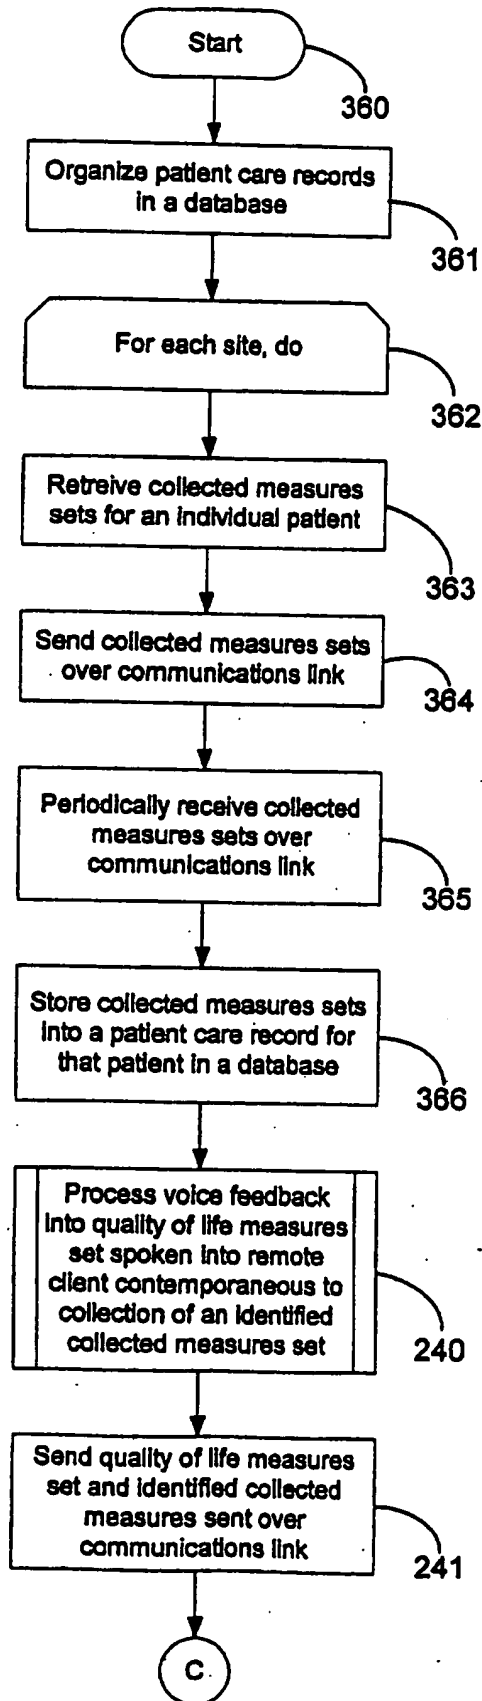 Start
360
Organize patient care records
in a database
361
For each site, do
362
Retreive collected measures
sets for an individual patient
363
Send collected measures sets
over communications link
364
Periodically receive collected
measures sets over
communications link
365
Store collected measures sets
into a patient care record for
that patient in a database
366
Process voice feedback
into quality of life measures
set spoken into remote
client contemporaneous to
collection of an identified
collected measures set
240
Send quality of life measures
set and identified collected
measures sent over
communications link
241
C